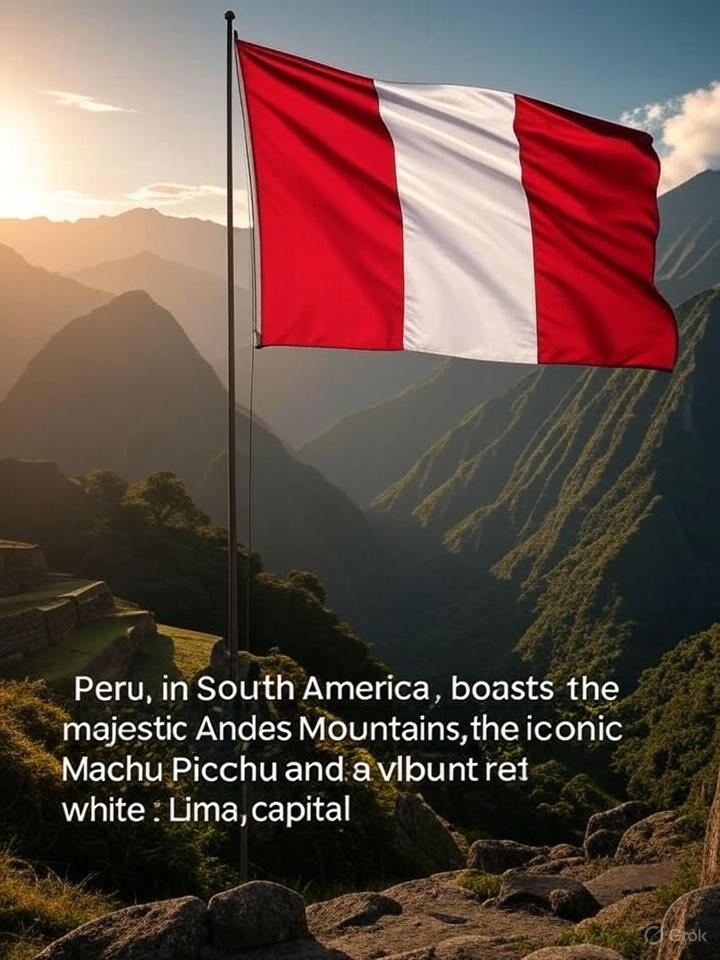 Peru, in South America, boasts the
majestic Andes Mountains,the iconic
Machu Picchu and a vlbunt ret
white : Lima,capital
Grok